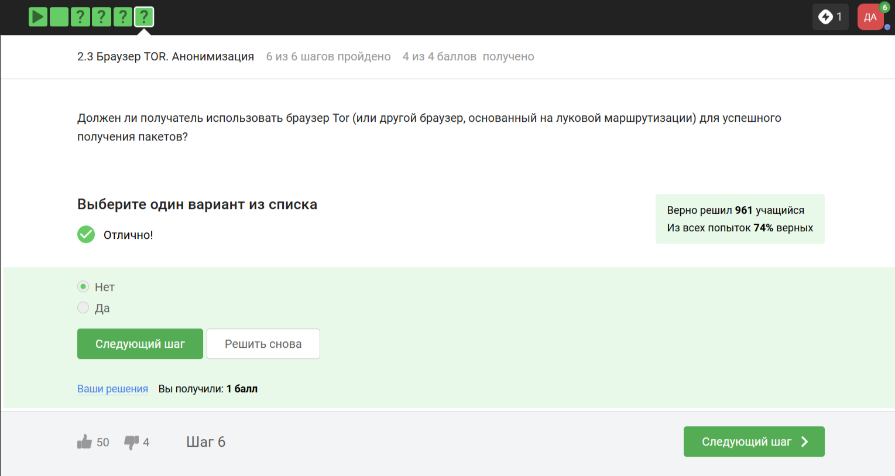 ? ? ? ?
1
ДА
6
2.3 Браузер TOR. Анонимизация 6 из 6 шагов пройдено 4 из 4 баллов получено
Должен ли получатель использовать браузер Tor (или другой браузер, основанный на луковой маршрутизации) для успешного
получения пакетов?
Выберите один вариант из списка
Отлично!
Верно решил 961 учащийся
Из всех попыток 74% верных
Нет
Да
Следующий шаг Решить снова
Ваши решения Вы получили: 1 балл
50 4 Шаг 6 Следующий шаг